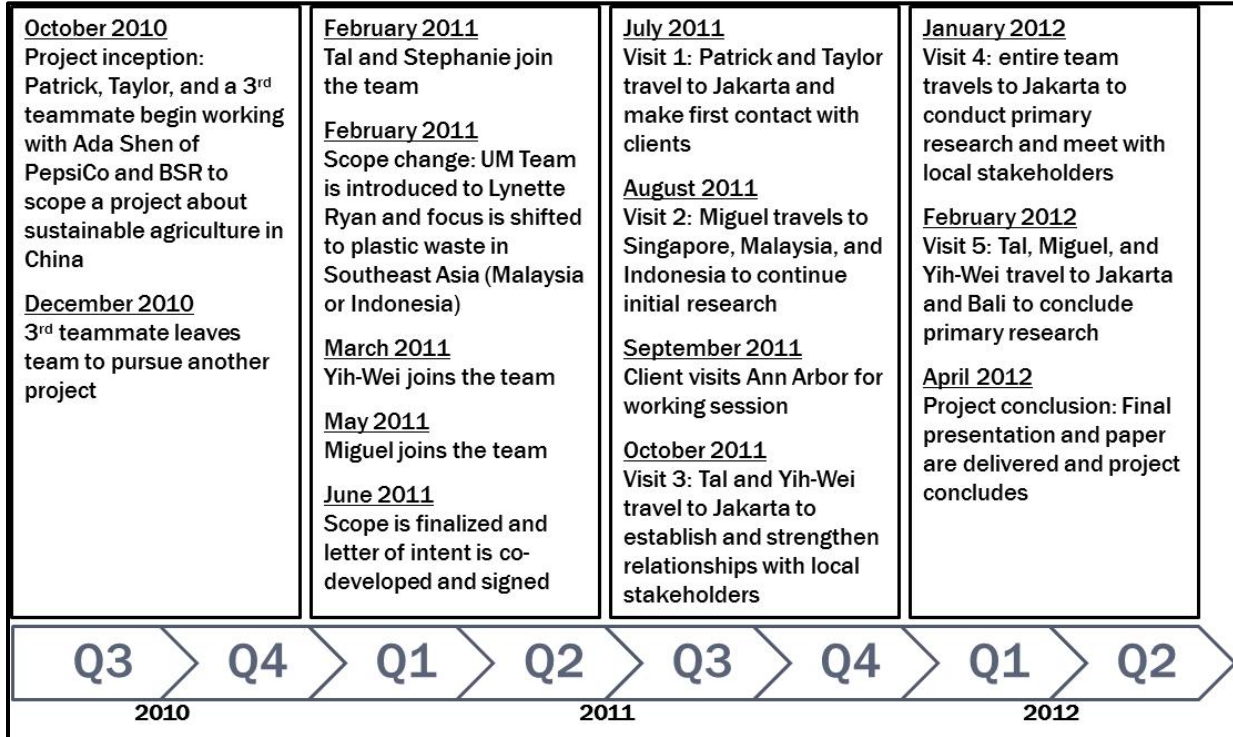 October 2010
Project inception:
Patrick, Taylor, and a 3rd
teammate begin working
with Ada Shen of
PepsiCo and BSR to
scope a project about
sustainable agriculture in
China
December 2010
3rd teammate leaves
team to pursue another
project
February 2011
Tal and Stephanie join
the team
February 2011
Scope change: UM Team
is introduced to Lynette
Ryan and focus is shifted
to plastic waste in
Southeast Asia (Malaysia
or Indonesia)
March 2011
Yih-Wei joins the team
May 2011
Miguel joins the team
June 2011
Scope is finalized and
letter of intent is co-
developed and signed
July 2011
Visit 1: Patrick and Taylor
travel to Jakarta and
make first contact with
clients
August 2011
Visit 2: Miguel travels to
Singapore, Malaysia, and
Indonesia to continue
initial research
September 2011
Client visits Ann Arbor for
working session
October 2011
Visit 3: Tal and Yih-Wei
travel to Jakarta to
establish and strengthen
relationships with local
stakeholders
January 2012
Visit 4: entire team
travels to Jakarta to
conduct primary
research and meet with
local stakeholders
February 2012
Visit 5: Tal, Miguel, and
Yih-Wei travel to Jakarta
and Bali to conclude
primary research
April 2012
Project conclusion: Final
presentation and paper
are delivered and project
concludes
Q3 Q4 Q1 Q2 Q3 Q4 Q1 Q2
2010 2011 2012